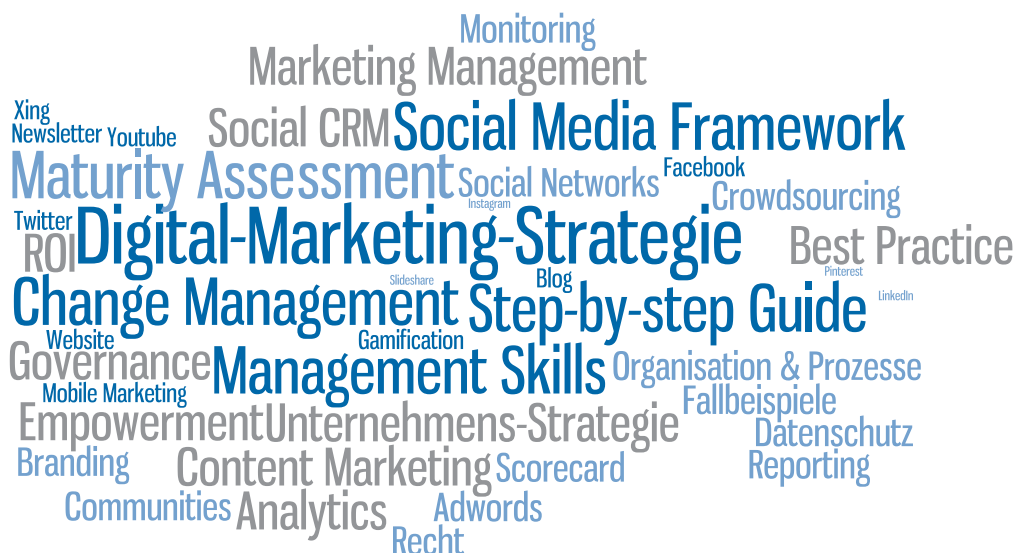 Monitoring
Marketing Management
Xing
Newsletter Youtube
Social CRM Social Media Framework
Maturity Assessment Social Networks Facebook
Instagram
Crowdsourcing
Twitter
ROI Digital-Marketing-Strategie Best Practice
Pinterest
Slideshare
Blog
LinkedIn
Change Management Step-by-step Guide
Website
Gamification
Governance Management Skills Organisation & Prozesse
Mobile Marketing
Fallbeispiele
Empowerment Unternehmens-Strategie
Datenschutz
Branding Content Marketing Scorecard Reporting
Communities Analytics Adwords
Recht